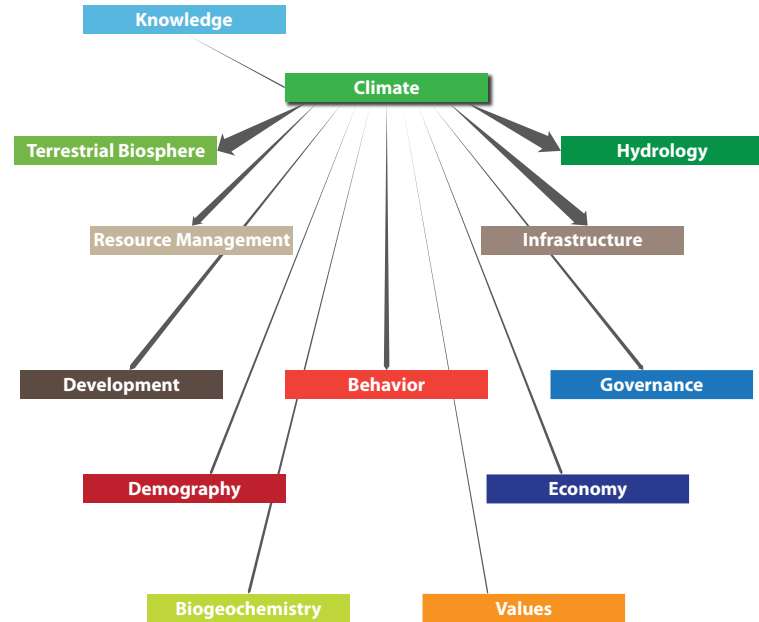 Knowledge
Climate
Terrestrial Biosphere
Hydrology
Resource Management
Infrastructure
Development
Behavior
Governance
Demography
Economy
Biogeochemistry
Values